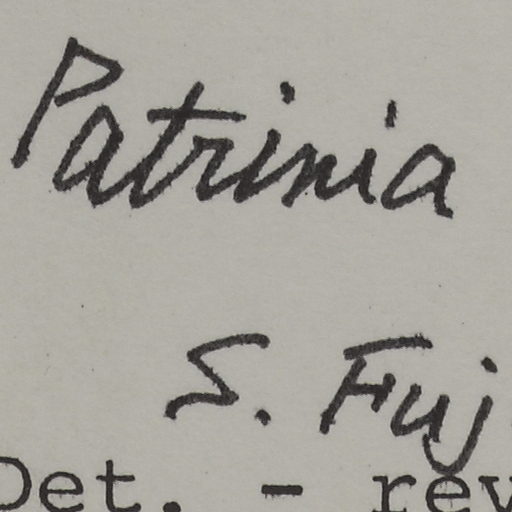 Patrinia
S. Fuj
Det. - rev